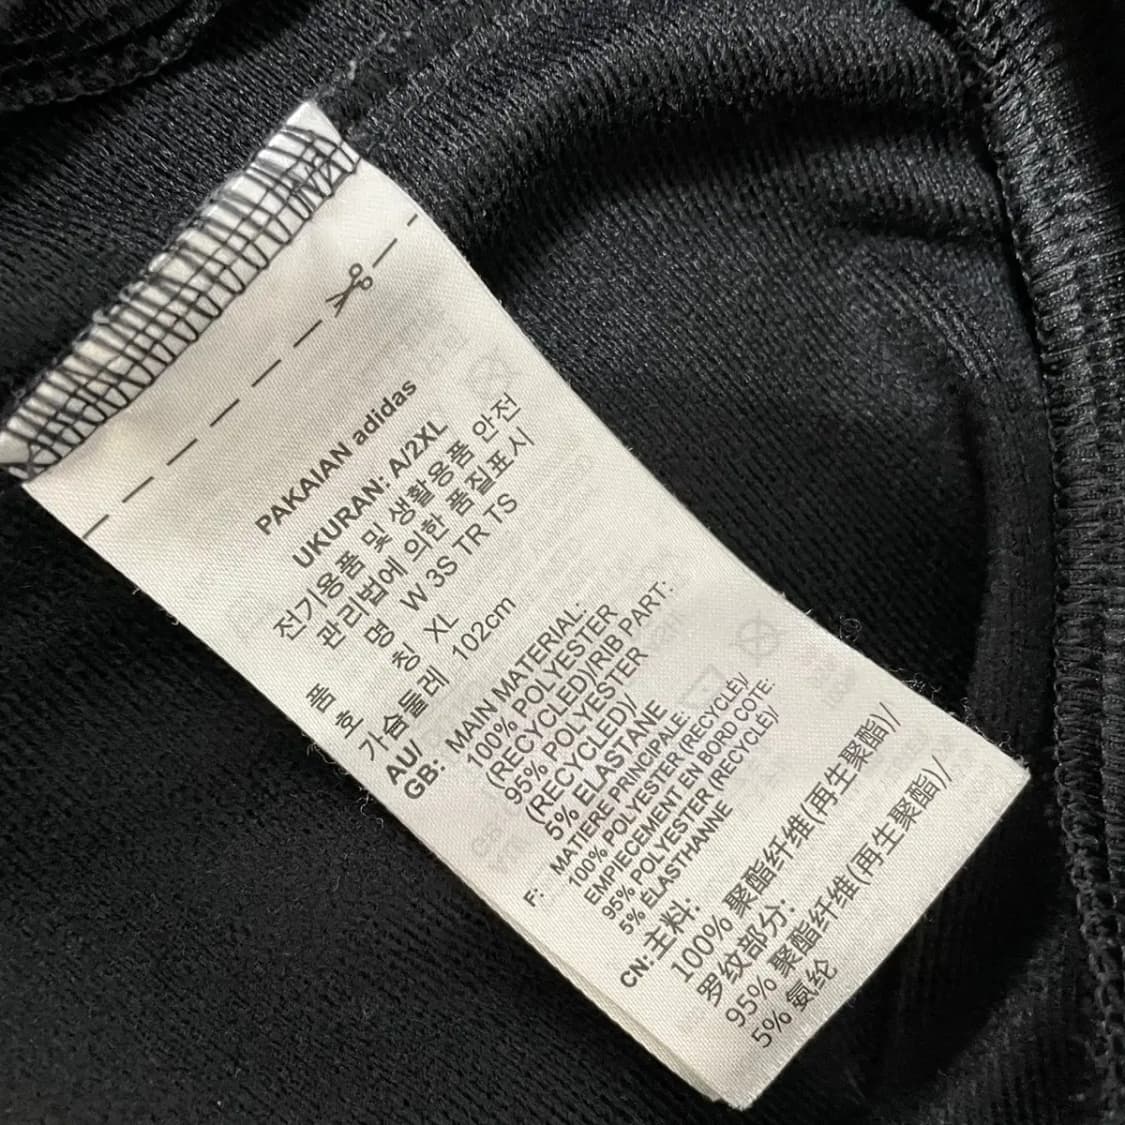 PAKAIAN adidas
UKURAN: A/2XL
전기용품 및 생활용품 안전
관리법에 의한 품질표시
품 명 W 3S TR TS
호 칭 XL
가슴둘레 102cm
AU/
GB: MAIN MATERIAL:
100% POLYESTER
(RECYCLED)/RIB PART:
95% POLYESTER
(RECYCLED)/
5% ELASTANE
F: MATIERE PRINCIPALE:
100% POLYESTER (RECYCLÉ)/
EMPIECEMENT EN BORD COTE:
95% POLYESTER (RECYCLÉ)/
5% ÉLASTHANNE
CN: 主料:
100% 聚酯纤维(再生聚酯)/
罗纹部分:
95% 聚酯纤维(再生聚酯)/
5% 氨纶